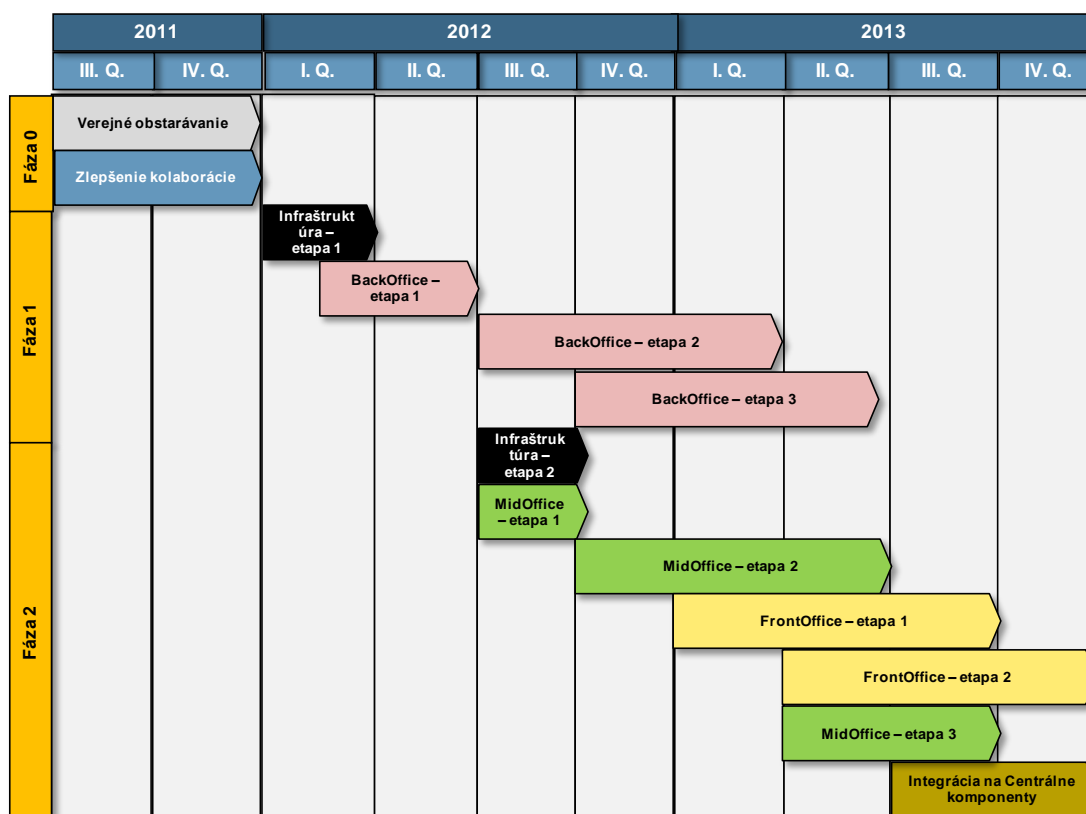 2011
2012
2013
III. Q.
IV. Q.
I. Q.
II. Q.
III. Q.
IV. Q.
I. Q.
II. Q.
III. Q.
IV. Q.
Fáza 0
Verejné obstarávanie
Zlepšenie kolaborácie
Fáza 1
Infraštrukt
úra –
etapa 1
BackOffice –
etapa 1
BackOffice – etapa 2
BackOffice – etapa 3
Fáza 2
Infraštruk
túra –
etapa 2
MidOffice
– etapa 1
MidOffice – etapa 2
FrontOffice – etapa 1
FrontOffice – etapa 2
MidOffice – etapa 3
Integrácia na Centrálne
komponenty